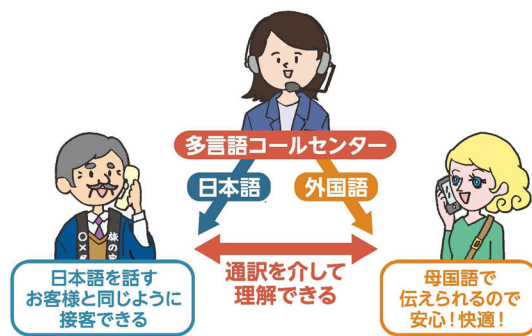 多言語コールセンター
日本語
外国語
旅の宿
〇×
通訳を介して
理解できる
日本語を話す
お客様と同じように
接客できる
母国語で
伝えられるので
安心！快適！